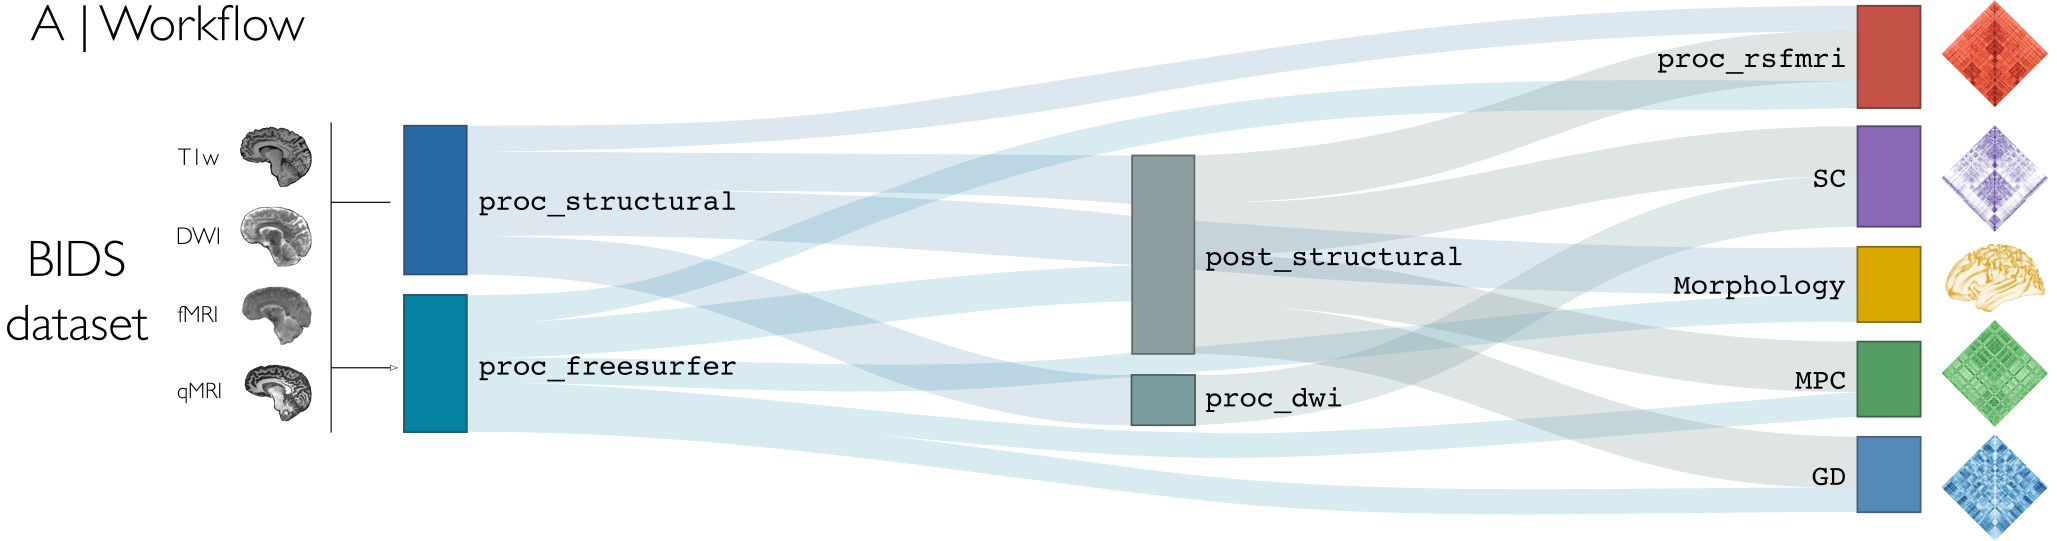 A | Workflow
BIDS
dataset
T1w
DWI
fMRI
qMRI
proc_structural
proc_freesurfer
post_structural
proc_dwi
proc_rsfmri
SC
Morphology
MPC
GD